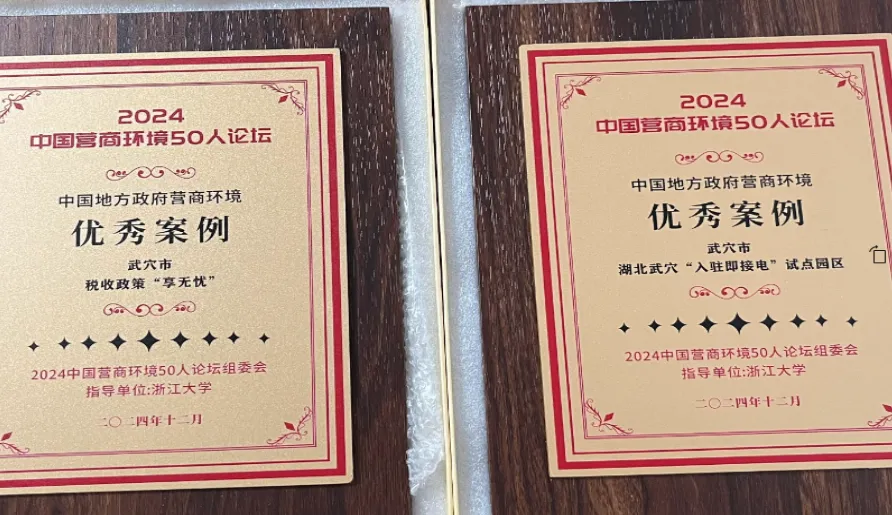 2024
中国营商环境50人论坛
中国地方政府营商环境
优秀案例
武穴市
税收政策“享无忧”
2024中国营商环境50人论坛组委会
指导单位:浙江大学
二〇二四年十二月
2024
中国营商环境50人论坛
中国地方政府营商环境
优秀案例
武穴市
湖北武穴“入驻即接电”试点园区
2024中国营商环境50人论坛组委会
指导单位:浙江大学
二〇二四年十二月